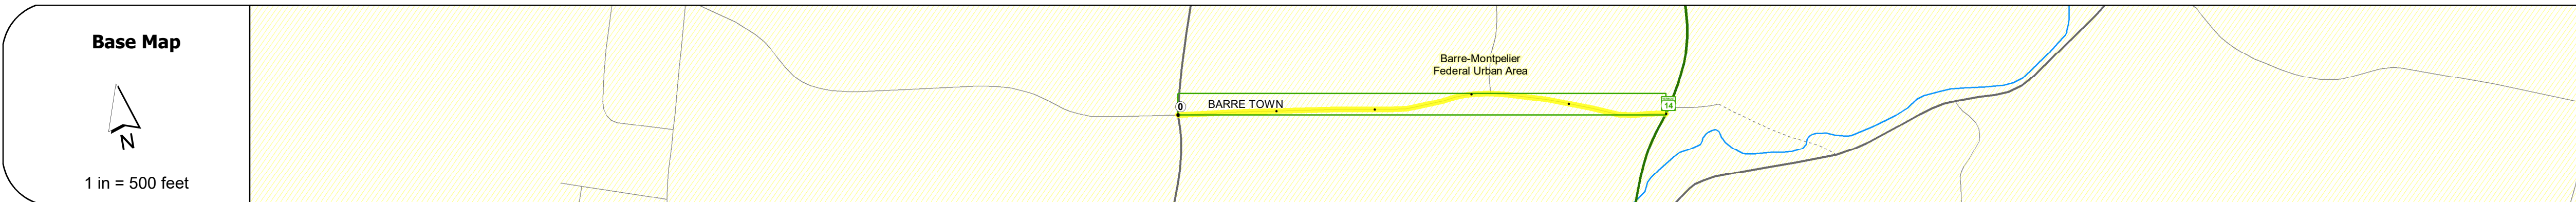 Base Map
N
1 in = 500 feet
Barre-Montpelier
Federal Urban Area
0
BARRE TOWN
14